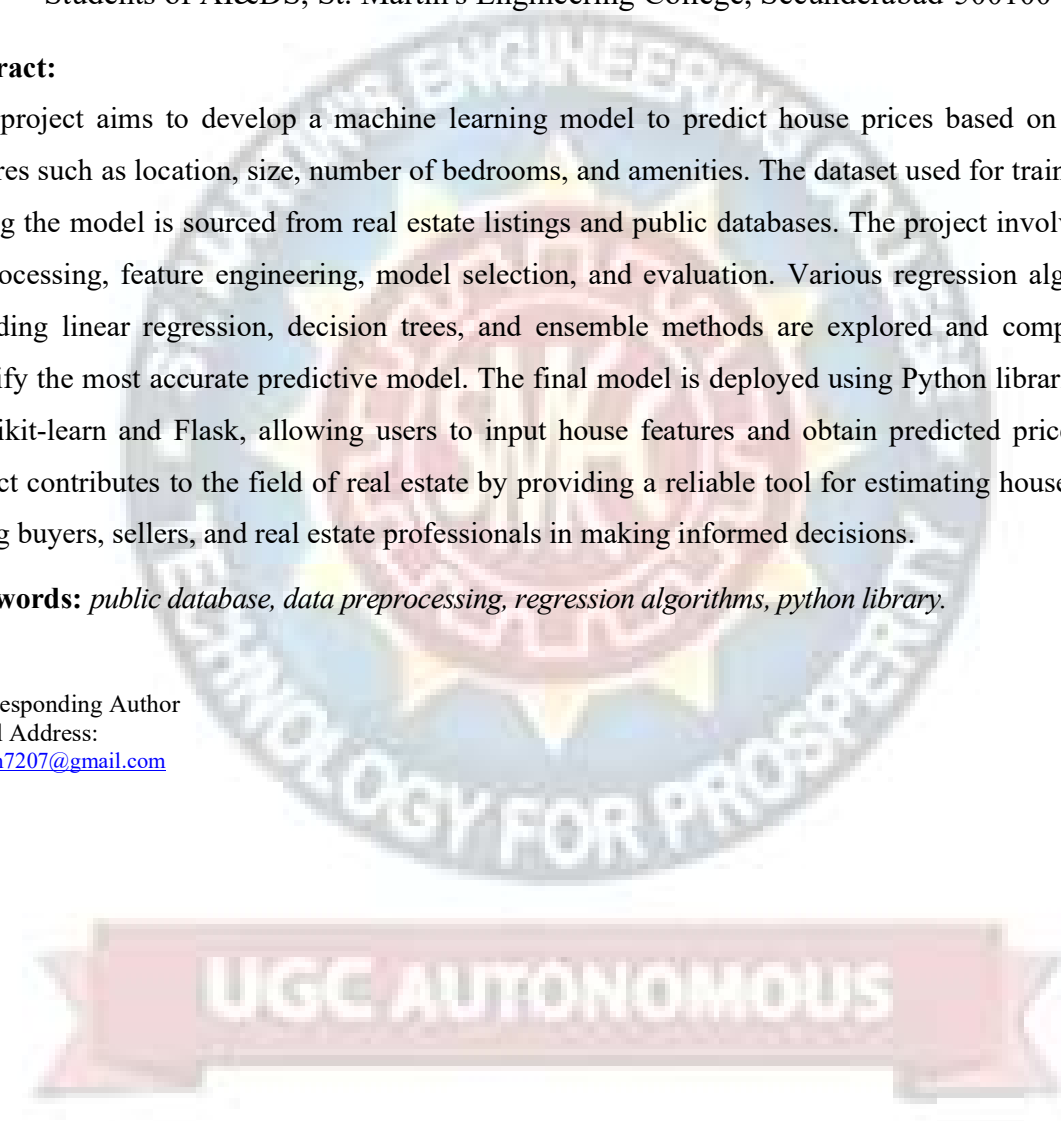 Students of AI&DS, St. Martin's Engineering College, Secunderabad-500100
ract:
project aims to develop a machine learning model to predict house prices based on
res such as location, size, number of bedrooms, and amenities. The dataset used for train
g the model is sourced from real estate listings and public databases. The project involv
ocessing, feature engineering, model selection, and evaluation. Various regression alg
ding linear regression, decision trees, and ensemble methods are explored and comp
ify the most accurate predictive model. The final model is deployed using Python librar
ikit-learn and Flask, allowing users to input house features and obtain predicted pric
ct contributes to the field of real estate by providing a reliable tool for estimating house
g buyers, sellers, and real estate professionals in making informed decisions.
words: public database, data preprocessing, regression algorithms, python library.
esponding Author
l Address:
n7207@gmail.com
SMEC
TECHNOLOGY FOR PROSPERITY
UGC AUTONOMOUS